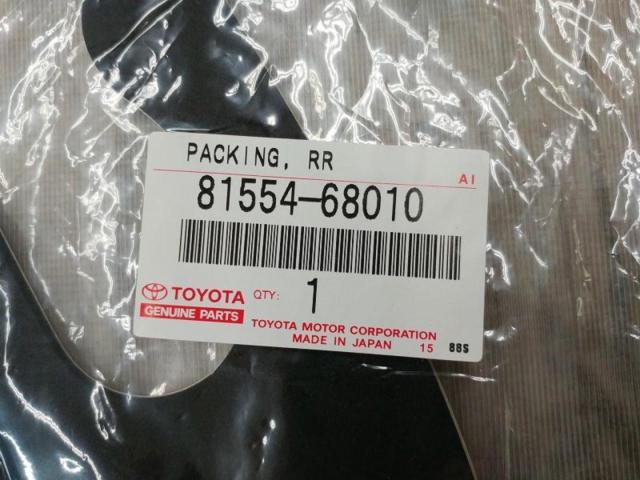 PACKING, RR
AI
81554-68010
TOYOTA QTY: 1
GENUINE PARTS
TOYOTA MOTOR CORPORATION
MADE IN JAPAN 15 88S